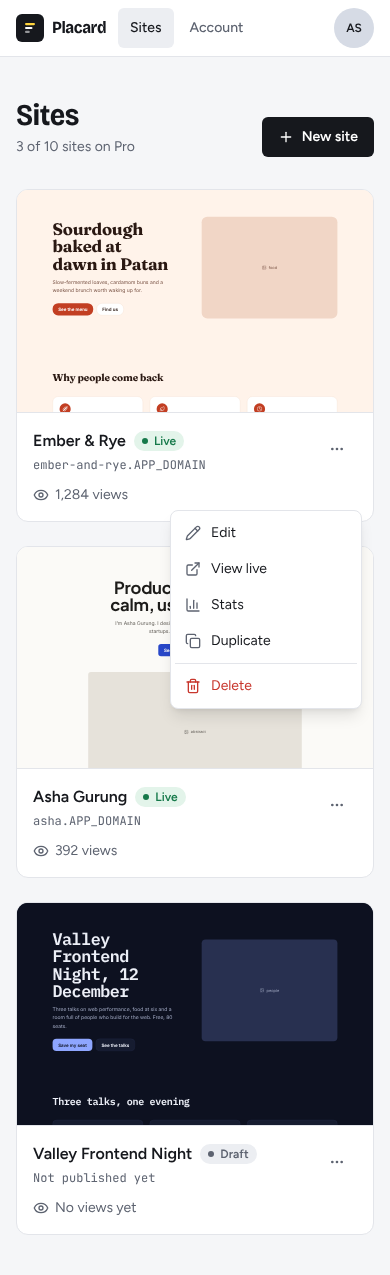 Placard
Sites
Account
AS
Sites
3 of 10 sites on Pro
New site
Sourdough
baked at
dawn in Patan
Slow-fermented loaves, cardamom buns and a
weekend brunch worth waking up for.
See the menu
Find us
food
Why people come back
Ember & Rye
Live
ember-and-rye.APP_DOMAIN
1,284 views
Edit
View live
Stats
Duplicate
Delete
calm, us
I'm Asha Gurung. I
startups.
Asha Gurung
Live
asha.APP_DOMAIN
392 views
Valley
Frontend
Night, 12
December
people
Three talks on web performance, food at six and a
room full of people who build for the web. Free, 90
seats.
Save my seat
See the talks
Three talks, one evening
Valley Frontend Night
Draft
Not published yet
No views yet